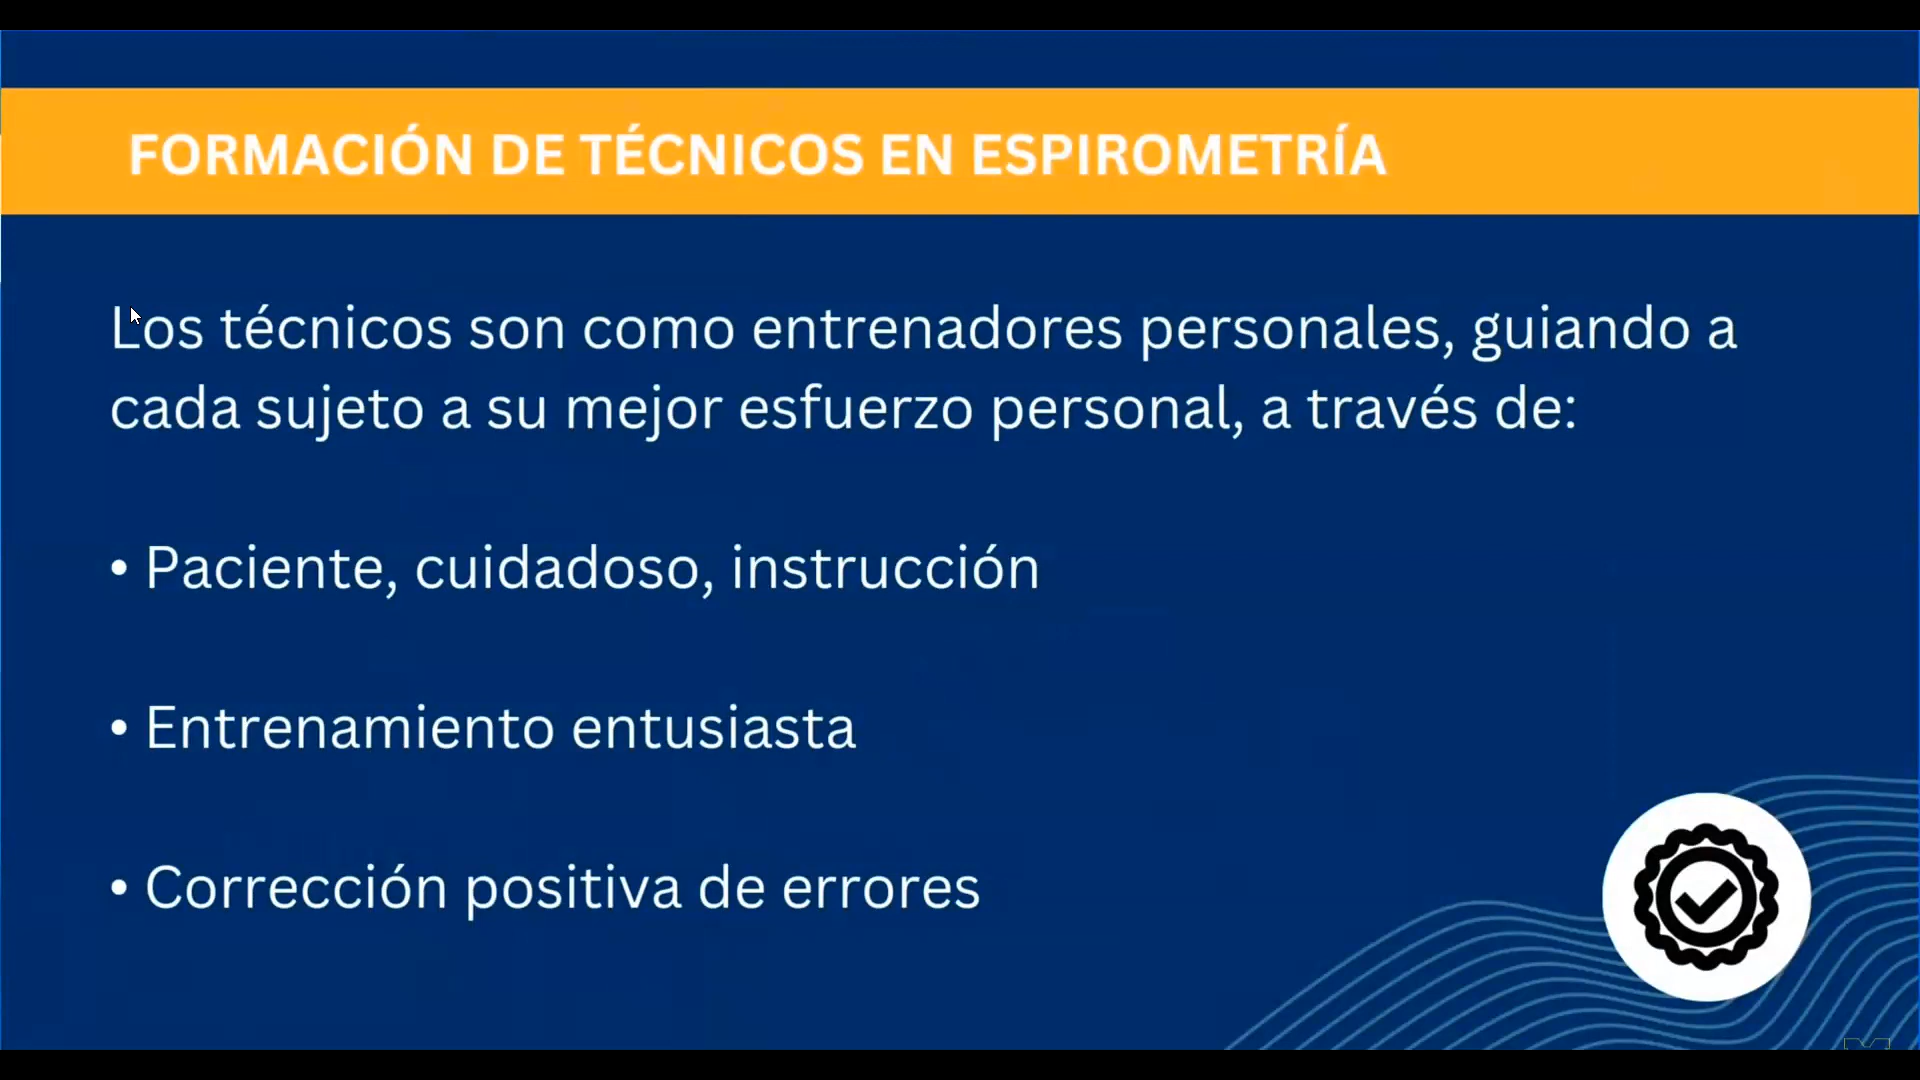 FORMACIÓN DE TÉCNICOS EN ESPIROMETRÍA
Los técnicos son como entrenadores personales, guiando a
cada sujeto a su mejor esfuerzo personal, a través de:
• Paciente, cuidadoso, instrucción
• Entrenamiento entusiasta
• Corrección positiva de errores